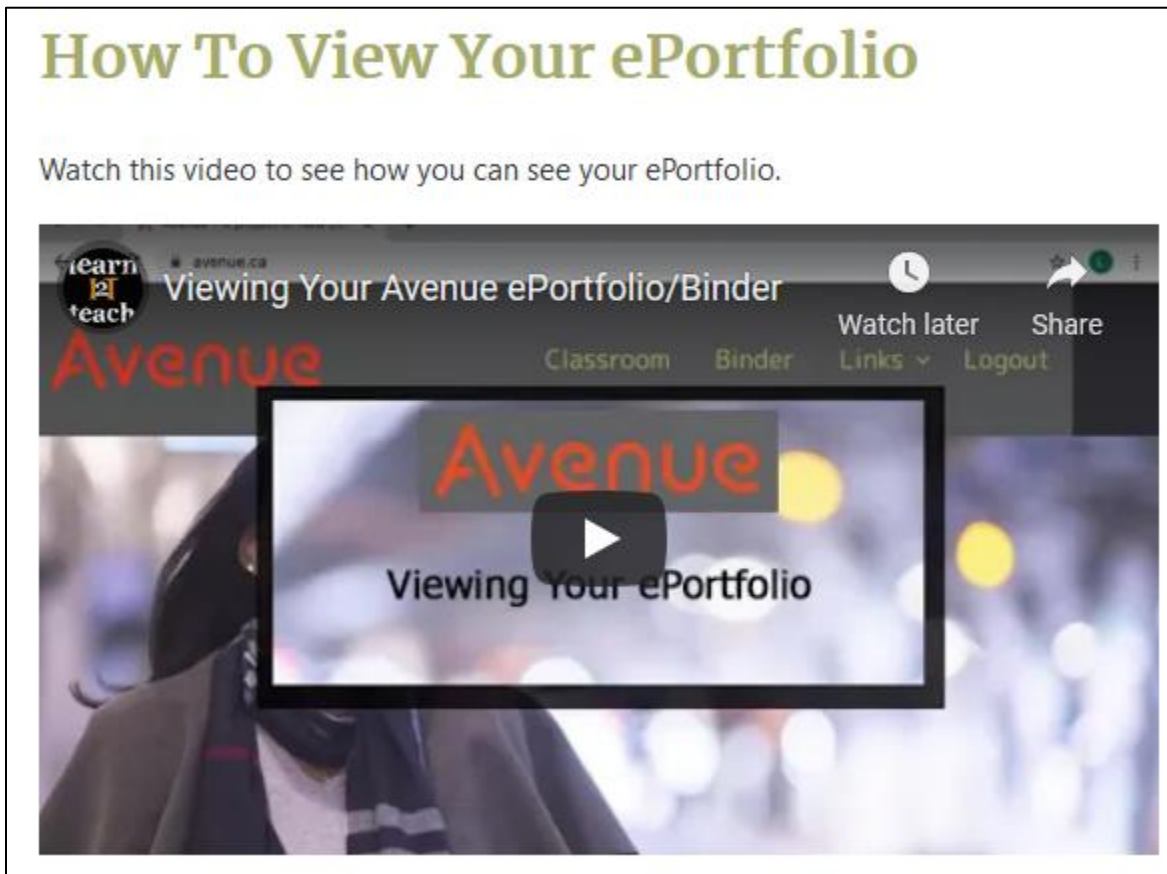 How To View Your ePortfolio
Watch this video to see how you can see your ePortfolio.
avenue.ca
learn
2
teach
Viewing Your Avenue ePortfolio/Binder
Watch later
Share
Avenue
Classroom Binder Links Logout
Avenue
Viewing Your ePortfolio